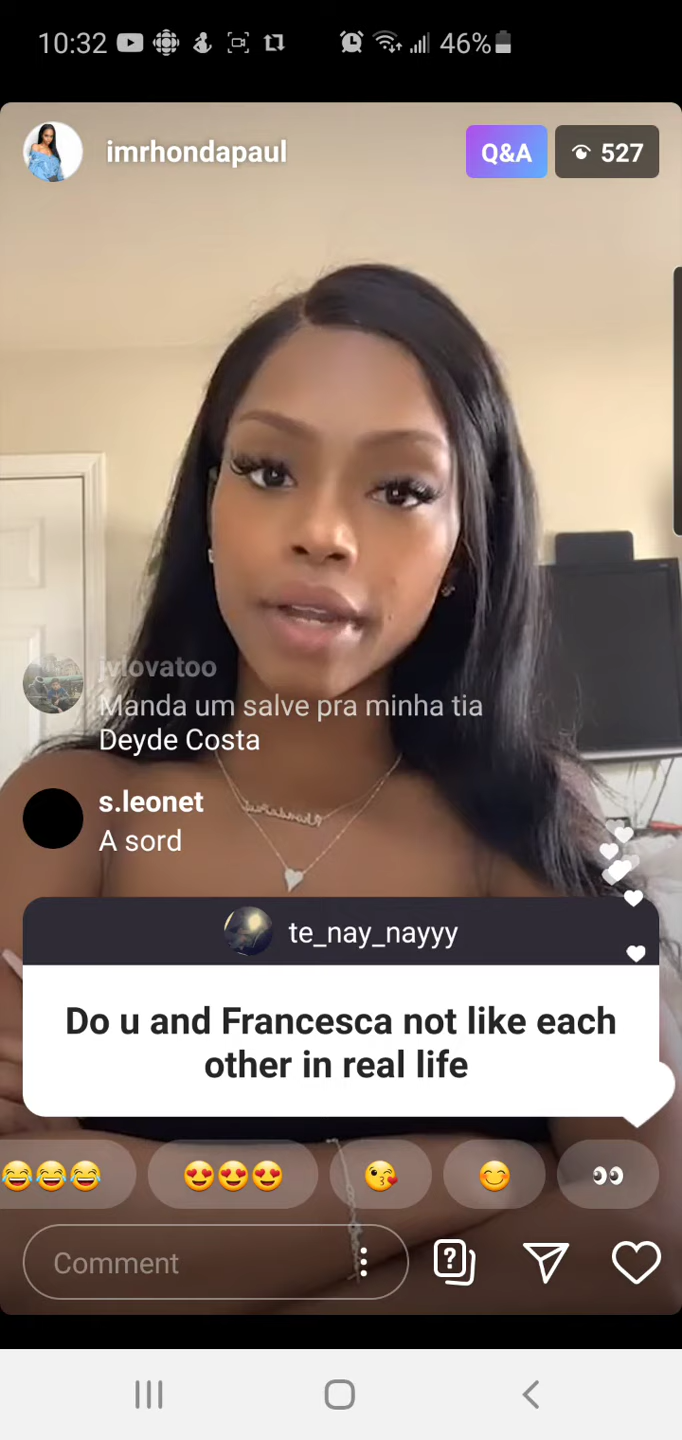 10:32
46%
imrhondapaul
Q&A
527
jvlovatoo
Manda um salve pra minha tia
Deyde Costa
s.leonet
A sord
te_nay_nayyy
Do u and Francesca not like each
other in real life
Comment